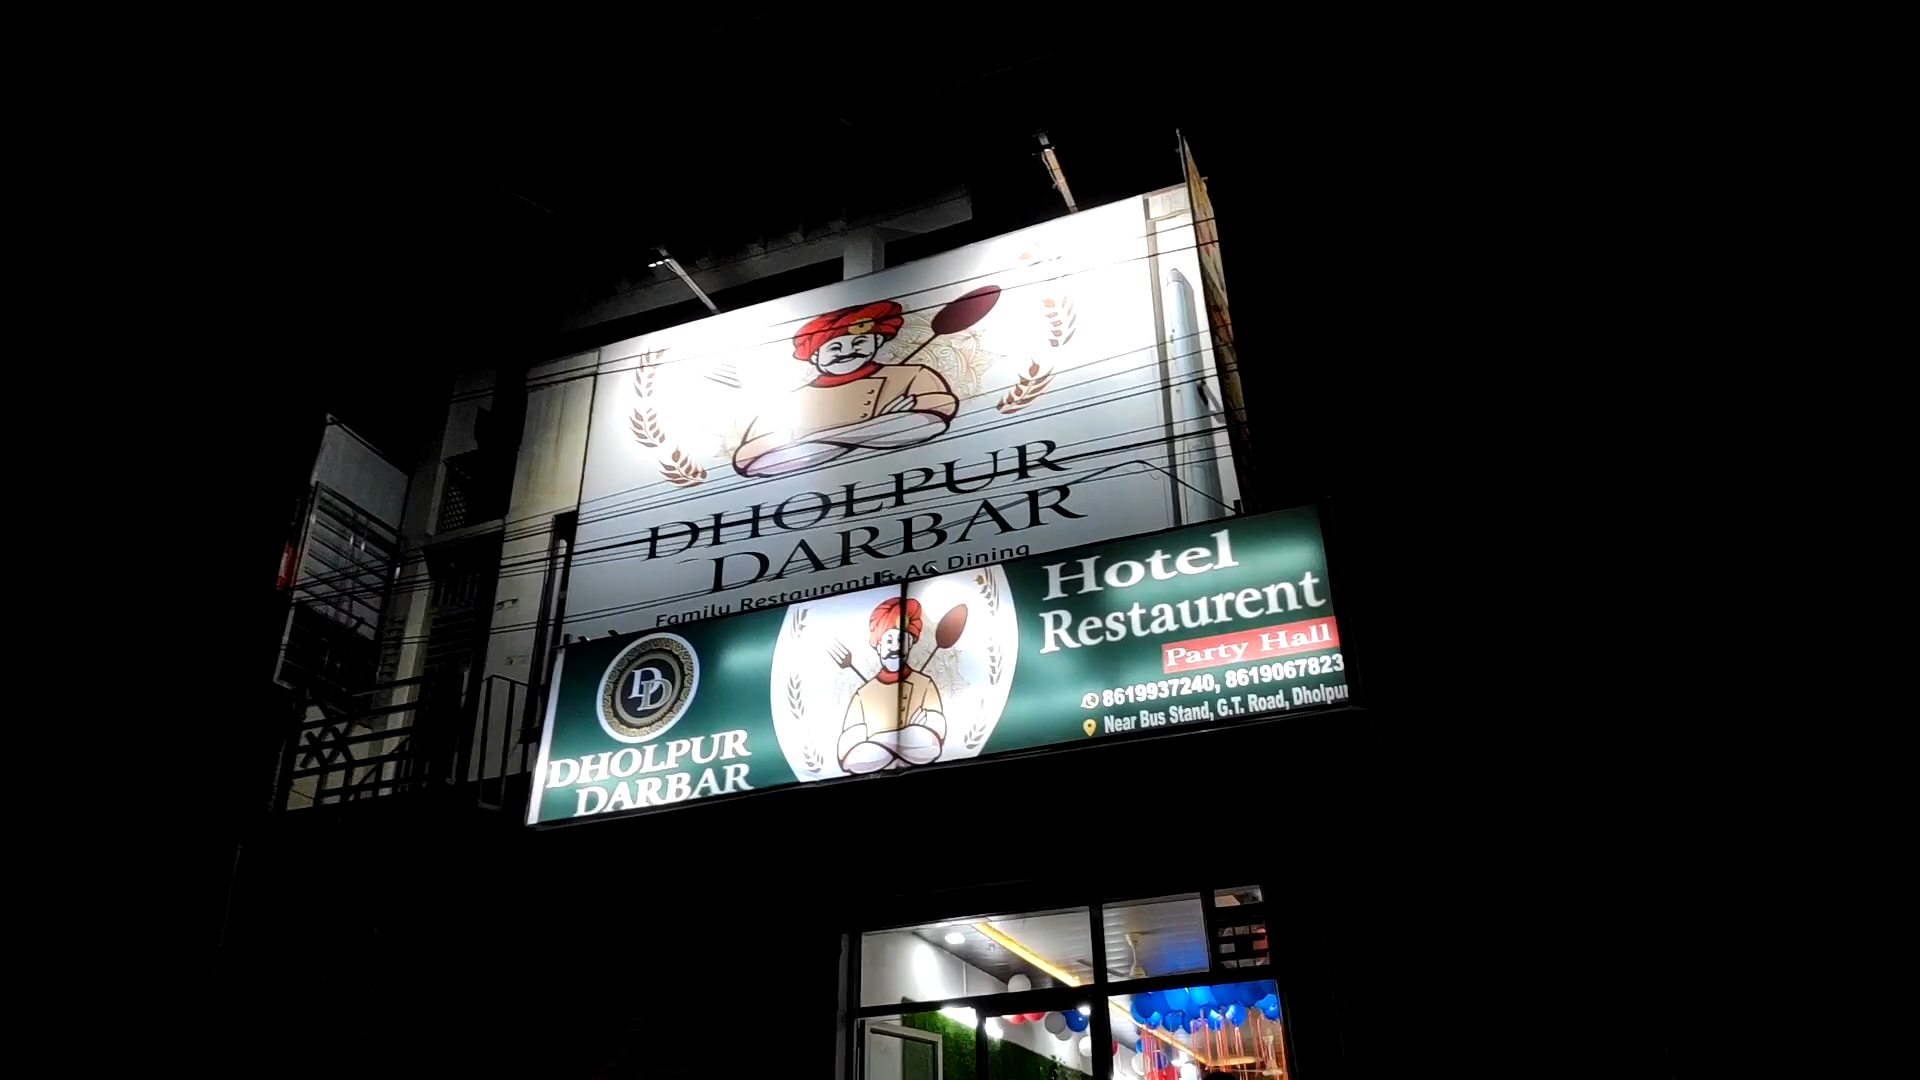 DHOLPUR
DARBAR
Family Restaurant & AC Dining
DD
DHOLPUR
DARBAR
Hotel
Restaurent
Party Hall
8619937240, 8619067823
Near Bus Stand, G.T. Road, Dholpur